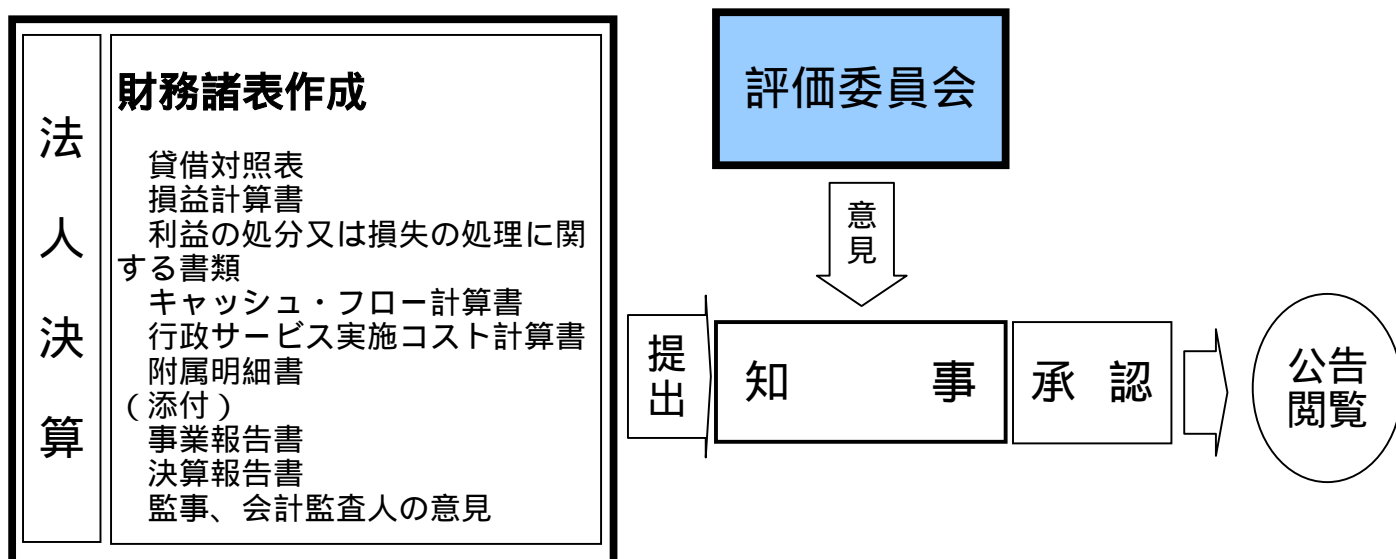 法人決算
財務諸表作成
貸借対照表
損益計算書
利益の処分又は損失の処理に関
する書類
キャッシュ・フロー計算書
行政サービス実施コスト計算書
附属明細書
(添付)
事業報告書
決算報告書
監事、会計監査人の意見
提出
評価委員会
意見
知事
承認
公告
閲覧